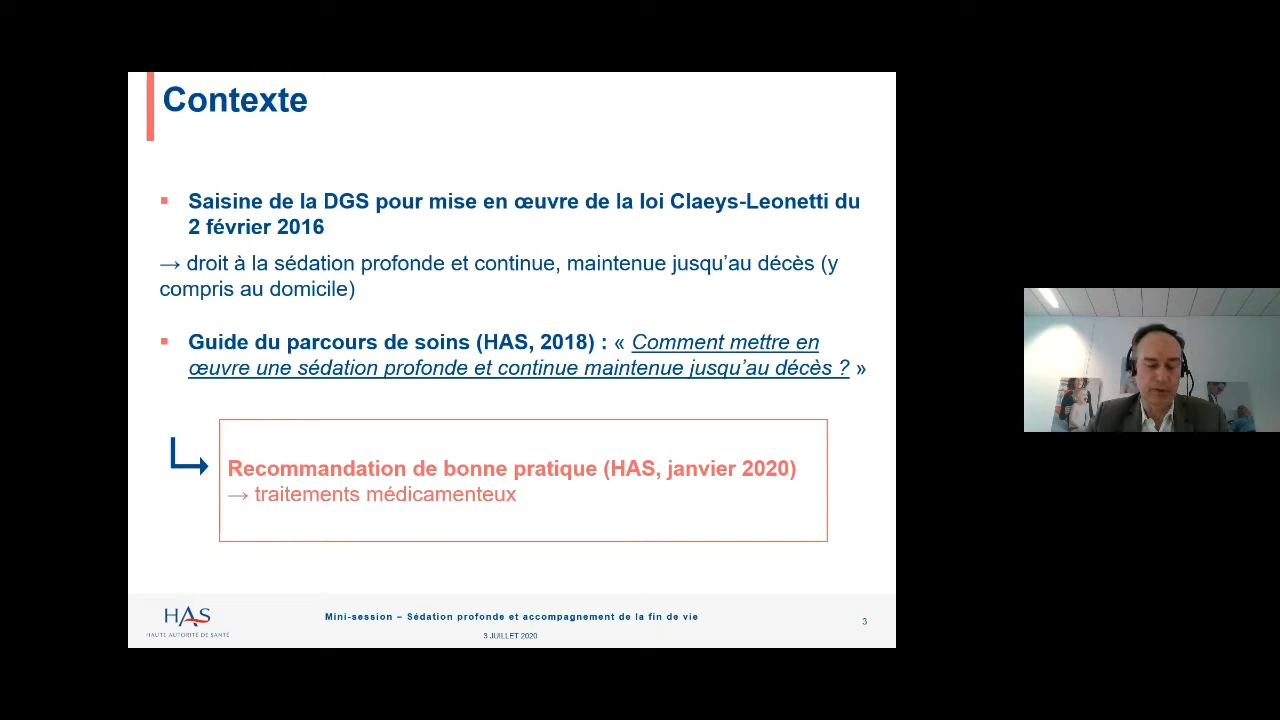 Contexte
▪ Saisine de la DGS pour mise en œuvre de la loi Claeys-Leonetti du
2 février 2016
→ droit à la sédation profonde et continue, maintenue jusqu’au décès (y
compris au domicile)
▪ Guide du parcours de soins (HAS, 2018) : « Comment mettre en
œuvre une sédation profonde et continue maintenue jusqu’au décès ? »
Recommandation de bonne pratique (HAS, janvier 2020)
→ traitements médicamenteux
HAS
HAUTE AUTORITÉ DE SANTÉ
Mini-session – Sédation profonde et accompagnement de la fin de vie
3 JUILLET 2020
3